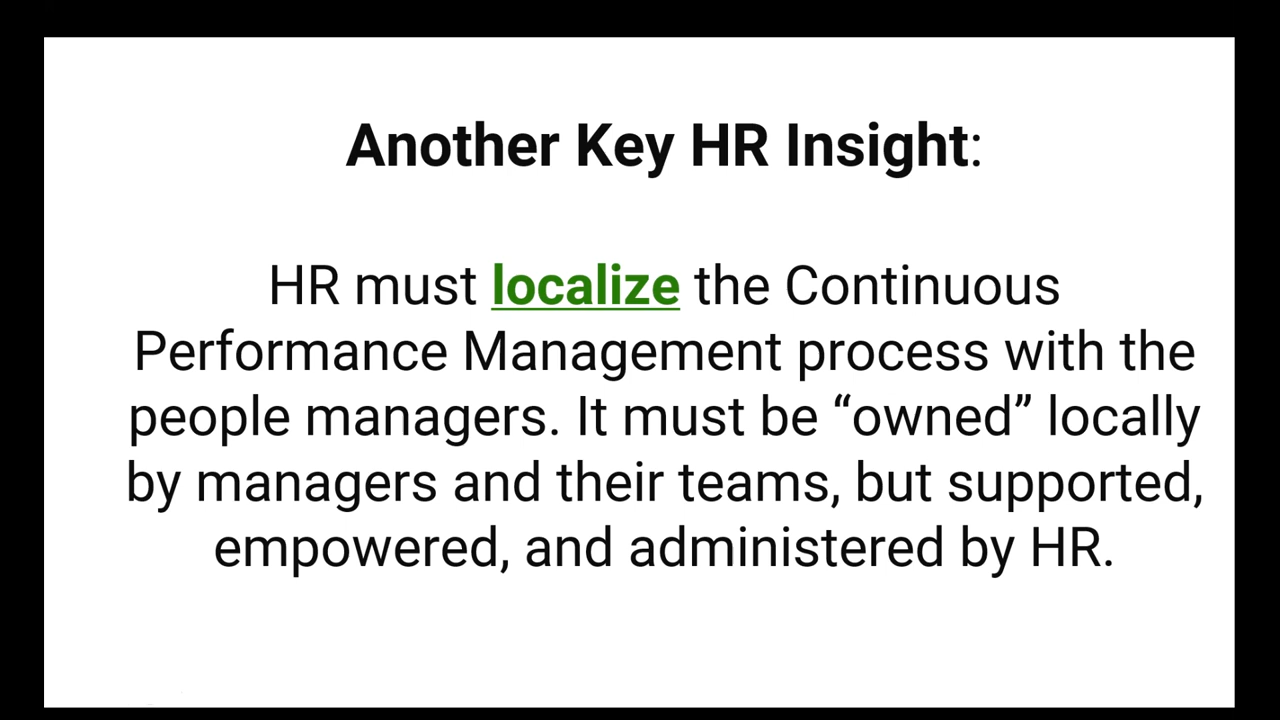 Another Key HR Insight:
HR must localize the Continuous
Performance Management process with the
people managers. It must be “owned” locally
by managers and their teams, but supported,
empowered, and administered by HR.